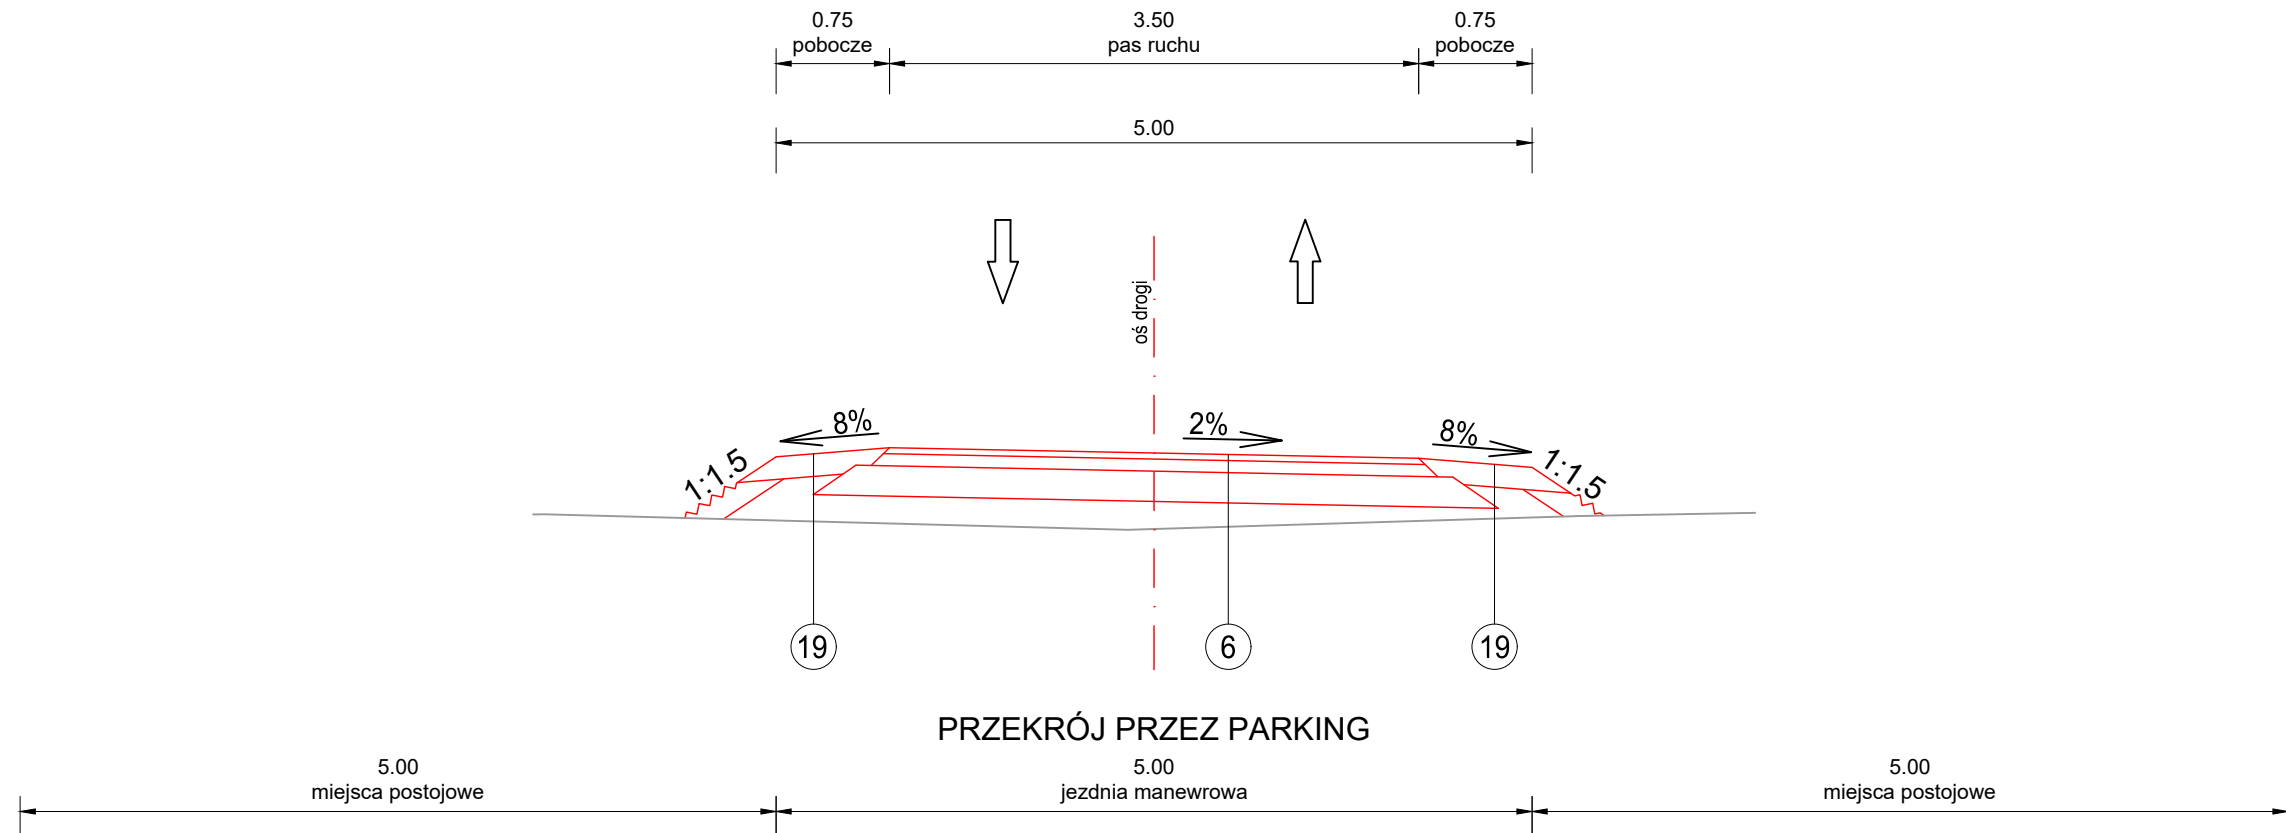 0.75
pobocze
3.50
pas ruchu
0.75
pobocze
5.00
oś drogi
8%
2%
8%
1:1.5
1:1.5
19
6
19
PRZEKRÓJ PRZEZ PARKING
5.00
miejsca postojowe
5.00
jezdnia manewrowa
5.00
miejsca postojowe